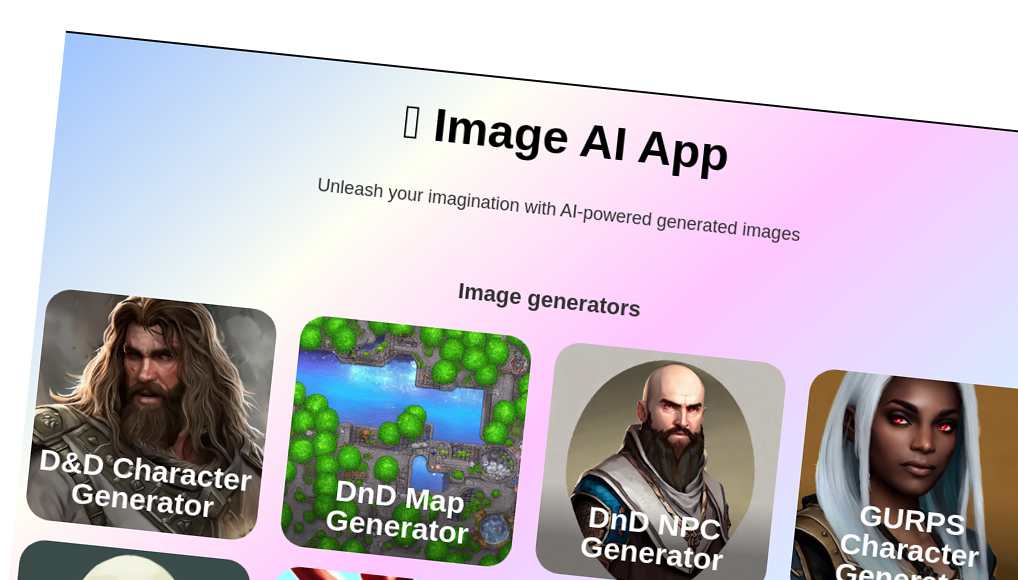 Image AI App
Unleash your imagination with AI-powered generated images
Image generators
D&D Character
Generator
DnD Map
Generator
DnD NPC
Generator
GURPS
Character
Generator